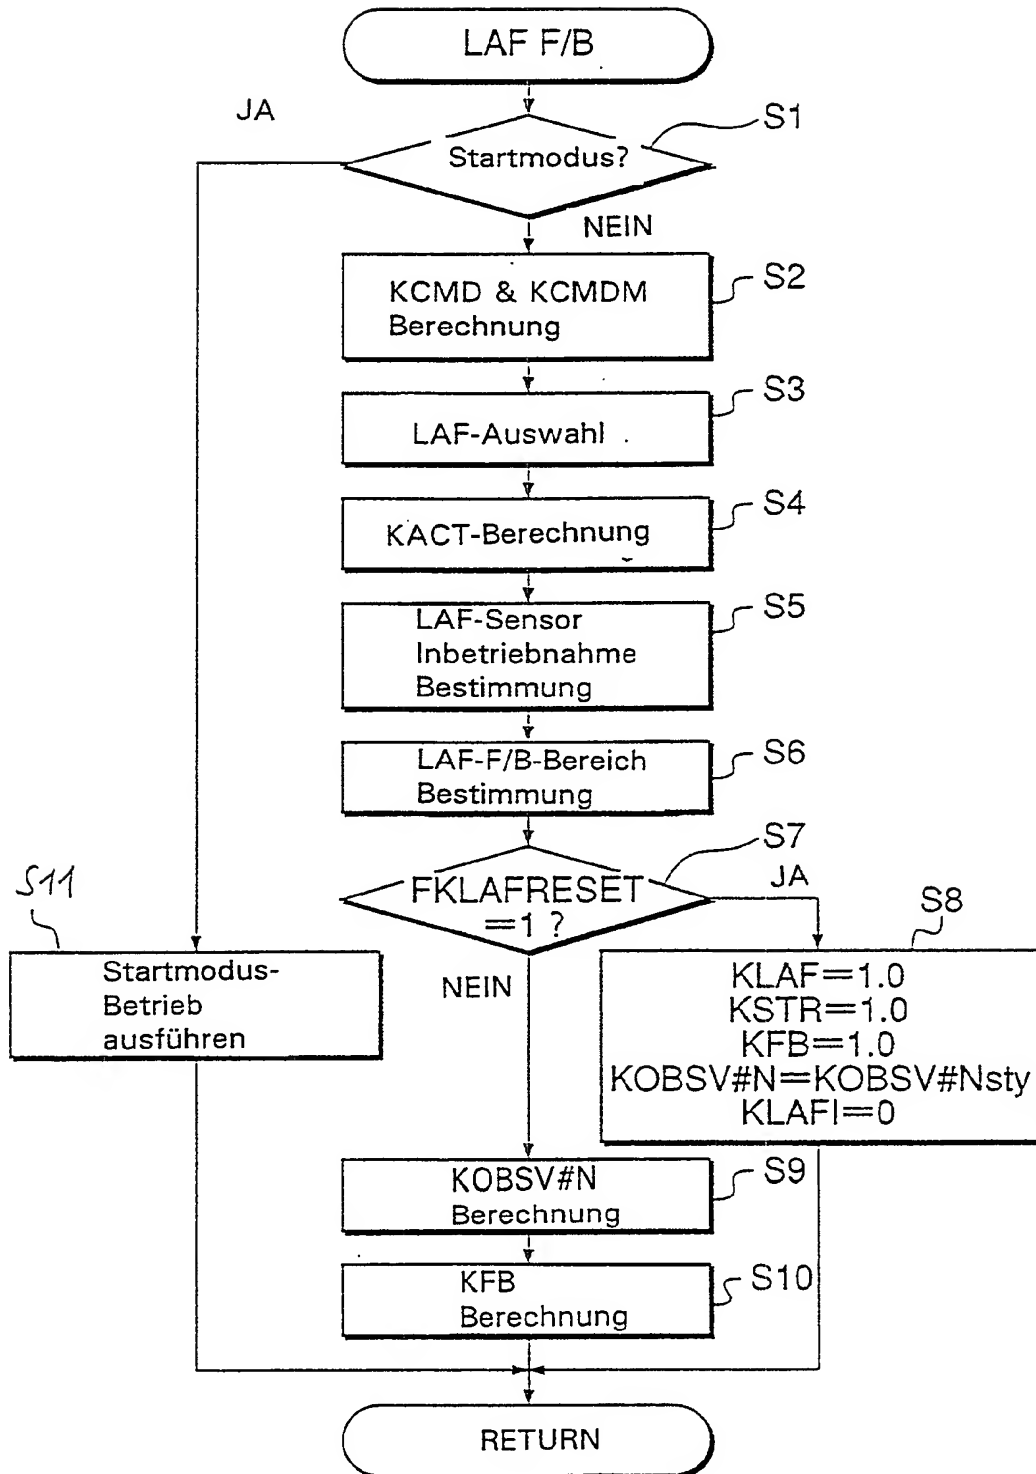 LAF F/B
JA
S1
Startmodus?
NEIN
S2
KCMD & KCMDM
Berechnung
S3
LAF-Auswahl
S4
KACT-Berechnung
S5
LAF-Sensor
Inbetriebnahme
Bestimmung
S6
LAF-F/B-Bereich
Bestimmung
S7
FKLAFRESET
=1 ?
JA
NEIN
S11
Startmodus-
Betrieb
ausführen
S8
KLAF=1.0
KSTR=1.0
KFB=1.0
KOBSV#N=KOBSV#Nsty
KLAFI=0
S9
KOBSV#N
Berechnung
S10
KFB
Berechnung
RETURN